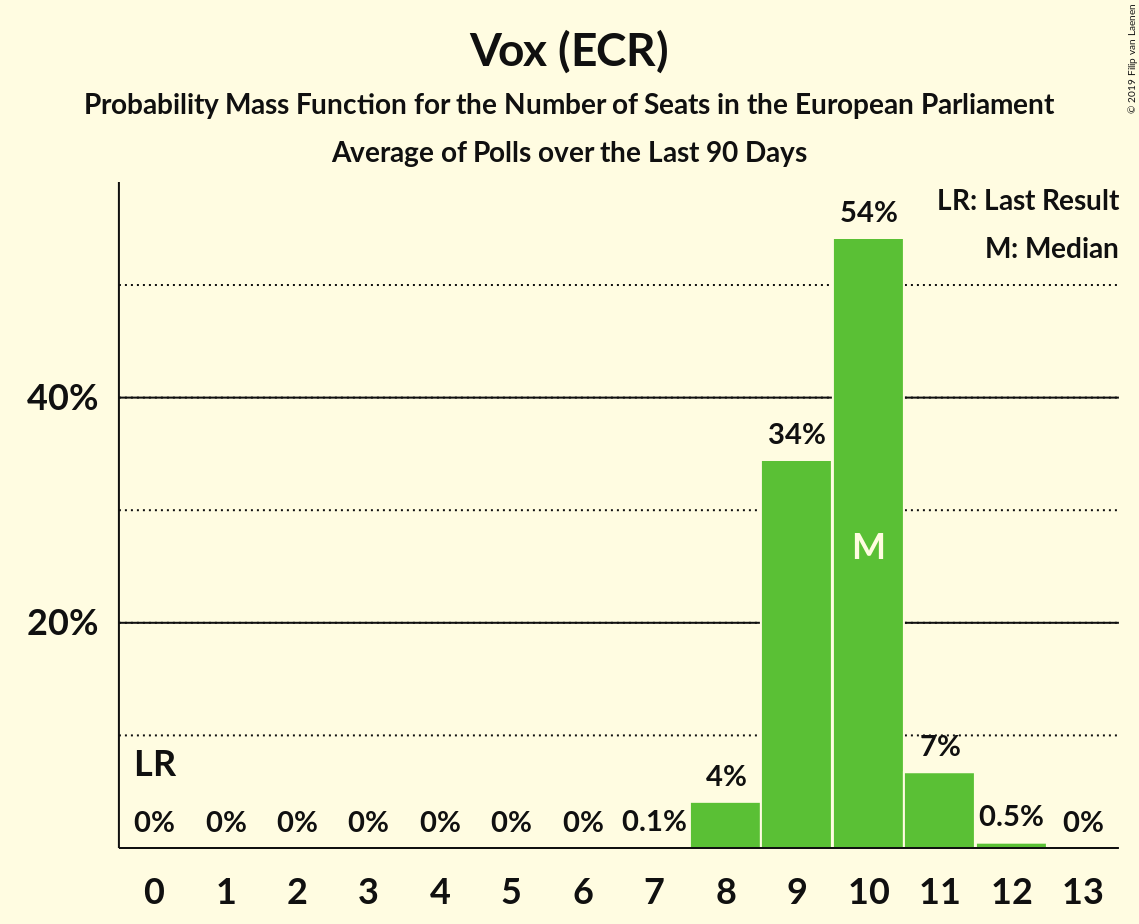 Vox (ECR)
Probability Mass Function for the Number of Seats in the European Parliament
Average of Polls over the Last 90 Days
© 2019 Filip van Laenen
LR: Last Result
M: Median
54%
40%
34%
M
20%
LR
7%
4%
0% 0% 0% 0% 0% 0% 0% 0.1% 0.5% 0%
0 1 2 3 4 5 6 7 8 9 10 11 12 13